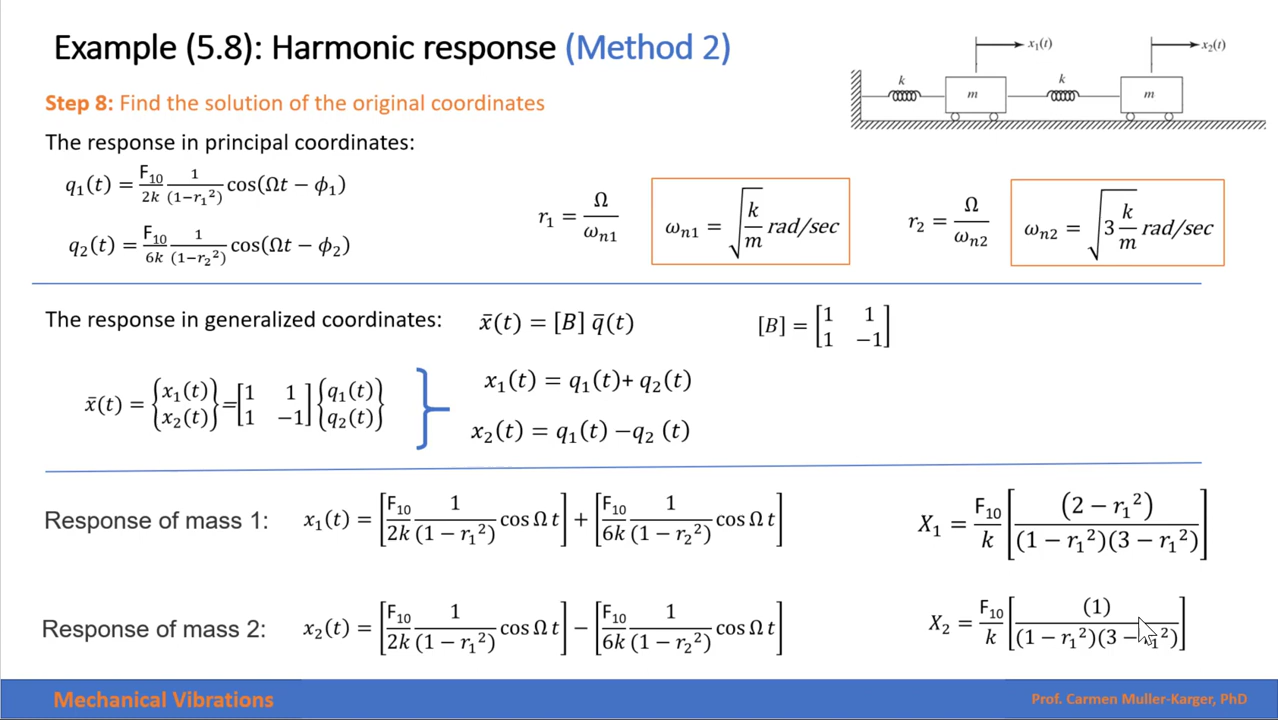 Example (5.8): Harmonic response (Method 2)
x₁(t)
x₂(t)
k
k
m
m
Step 8: Find the solution of the original coordinates
The response in principal coordinates:
q₁(t) = F₁₀/2k 1/(1−r₁²) cos(Ωt − ϕ₁)
r₁ = Ω/ωₙ₁
ωₙ₁ = √(k/m) rad/sec
r₂ = Ω/ωₙ₂
ωₙ₂ = √(3 k/m) rad/sec
q₂(t) = F₁₀/6k 1/(1−r₂²) cos(Ωt − ϕ₂)
The response in generalized coordinates:
x̄(t) = [B] q̄(t)
[B] = [1 1; 1 −1]
x̄(t) = {x₁(t); x₂(t)}=[1 1; 1 −1]{q₁(t); q₂(t)}
x₁(t) = q₁(t)+ q₂(t)
x₂(t) = q₁(t) −q₂ (t)
Response of mass 1: x₁(t) = [F₁₀/2k 1/(1 − r₁²) cos Ω t] + [F₁₀/6k 1/(1 − r₂²) cos Ω t]
X₁ = F₁₀/k [(2 − r₁²)/(1 − r₁²)(3 − r₁²)]
Response of mass 2: x₂(t) = [F₁₀/2k 1/(1 − r₁²) cos Ω t] − [F₁₀/6k 1/(1 − r₂²) cos Ω t]
X₂ = F₁₀/k [(1)/(1 − r₁²)(3 − r₁²)]
Mechanical Vibrations
Prof. Carmen Muller-Karger, PhD